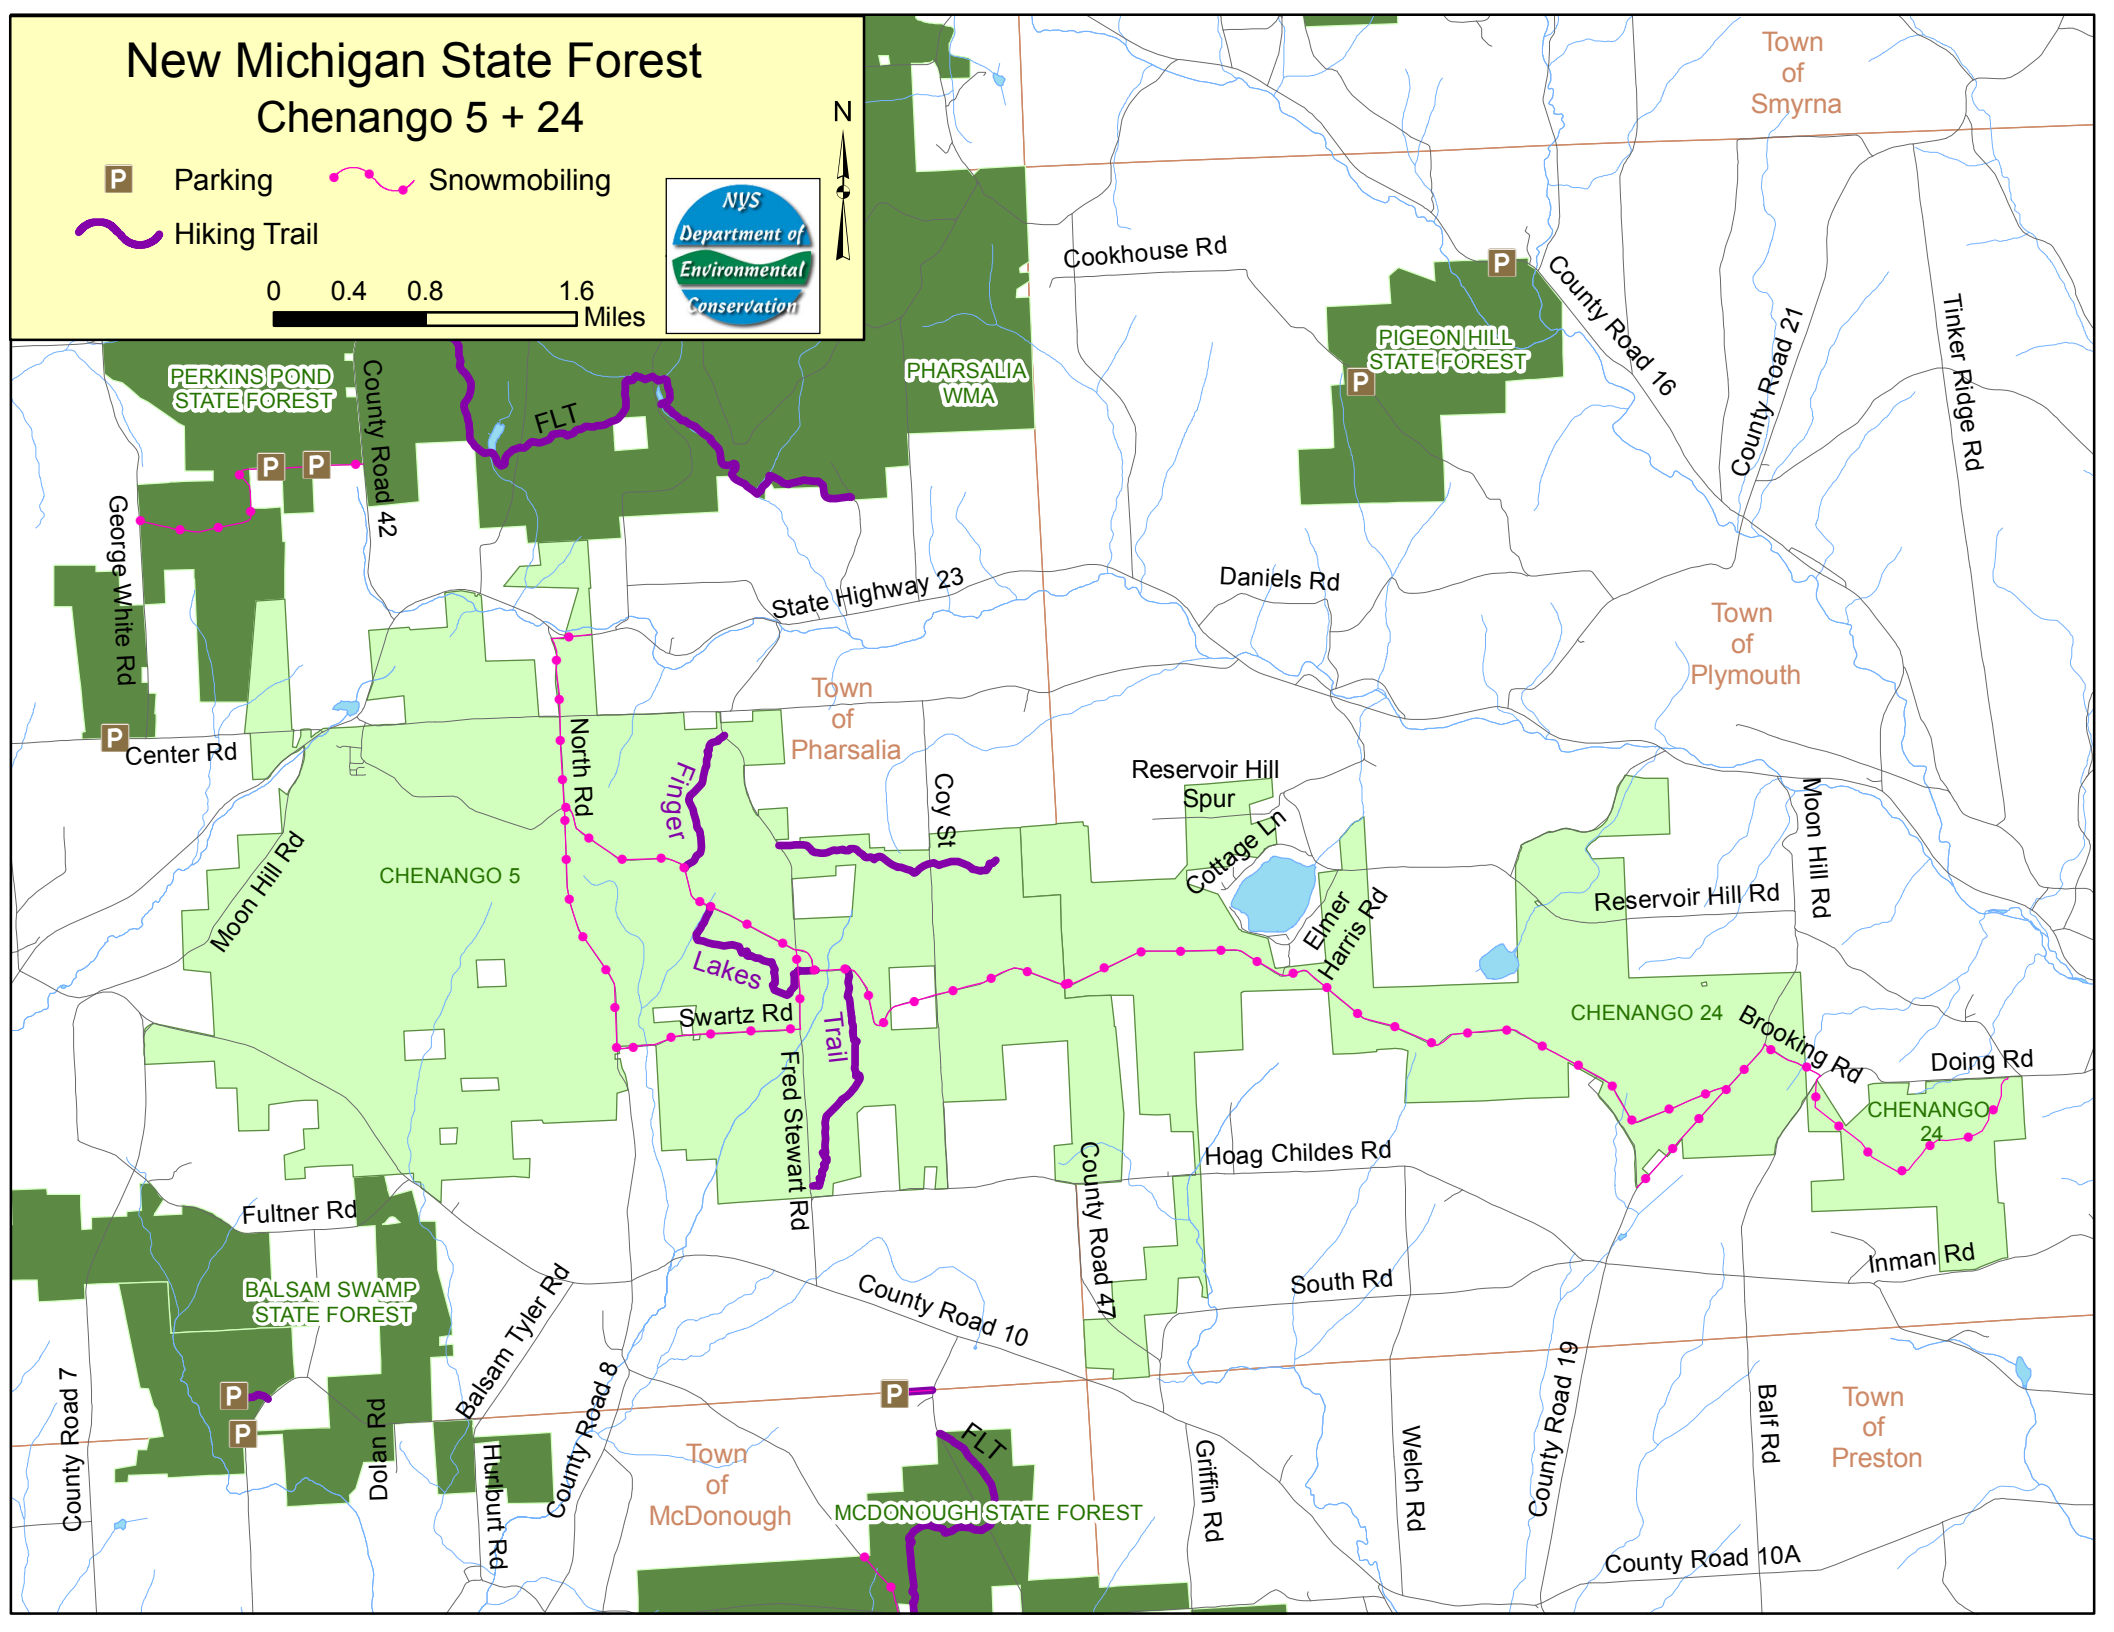 New Michigan State Forest
Chenango 5 + 24
N
P Parking
Snowmobiling
Hiking Trail
0 0.4 0.8 1.6
Miles
NYS
Department of
Environmental
Conservation
Town
of
Smyrna
Cookhouse Rd
P
County Road 16
PIGEON HILL
STATE FOREST
P
County Road 21
Tinker Ridge Rd
PERKINS POND
STATE FOREST
County Road 42
FLT
PHARSALIA
WMA
P
P
George White Rd
State Highway 23
Daniels Rd
Town
of
Plymouth
Town
of
Pharsalia
P
Center Rd
North Rd
Finger
Coy St
Reservoir Hill
Spur
Cottage Ln
Moon Hill Rd
Moon Hill Rd
CHENANGO 5
Elmer
Harris Rd
Reservoir Hill Rd
Lakes
Swartz Rd
Trail
CHENANGO 24
Brooking Rd
Doing Rd
CHENANGO
24
Fred Stewart Rd
Hoag Childes Rd
County Road 47
Fultner Rd
Inman Rd
BALSAM SWAMP
STATE FOREST
Balsam Tyler Rd
County Road 10
South Rd
County Road 7
P
P
Dolan Rd
Hurlburt Rd
County Road 8
P
FLT
Town
of
McDonough
MCDONOUGH STATE FOREST
Griffin Rd
Welch Rd
County Road 19
Balf Rd
Town
of
Preston
County Road 10A